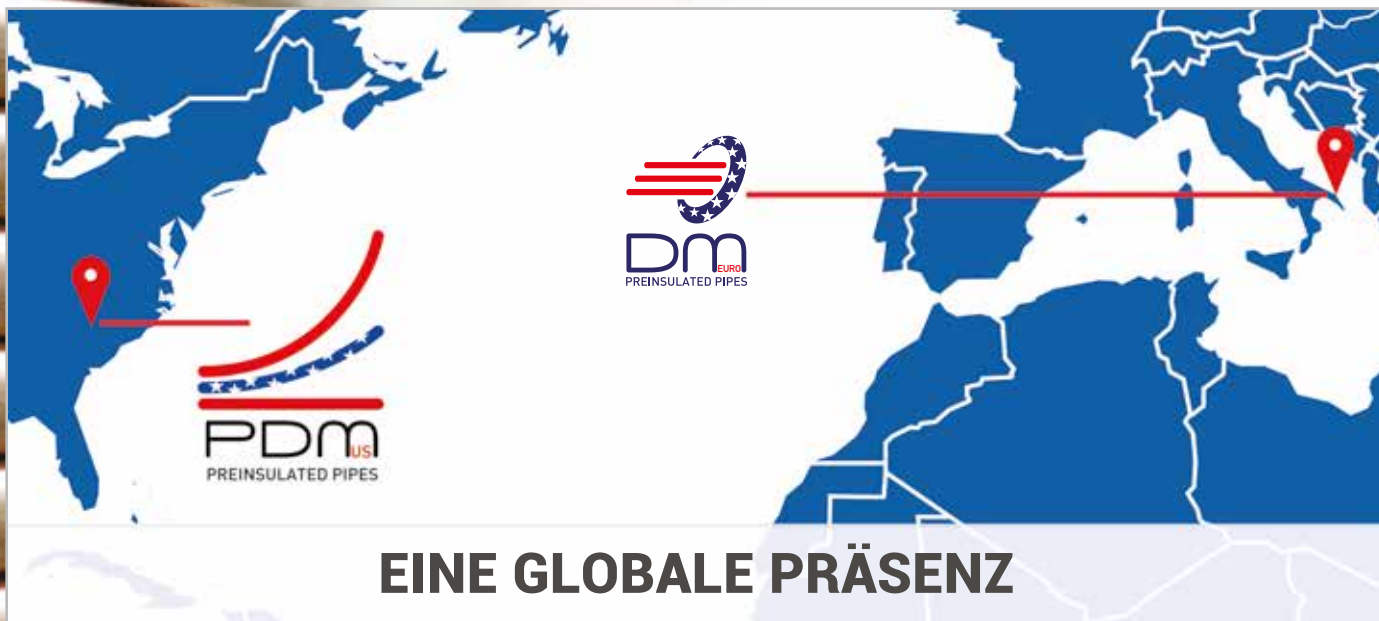 DM
EURO
PREINSULATED PIPES
PDM
US
PREINSULATED PIPES
EINE GLOBALE PRÄSENZ